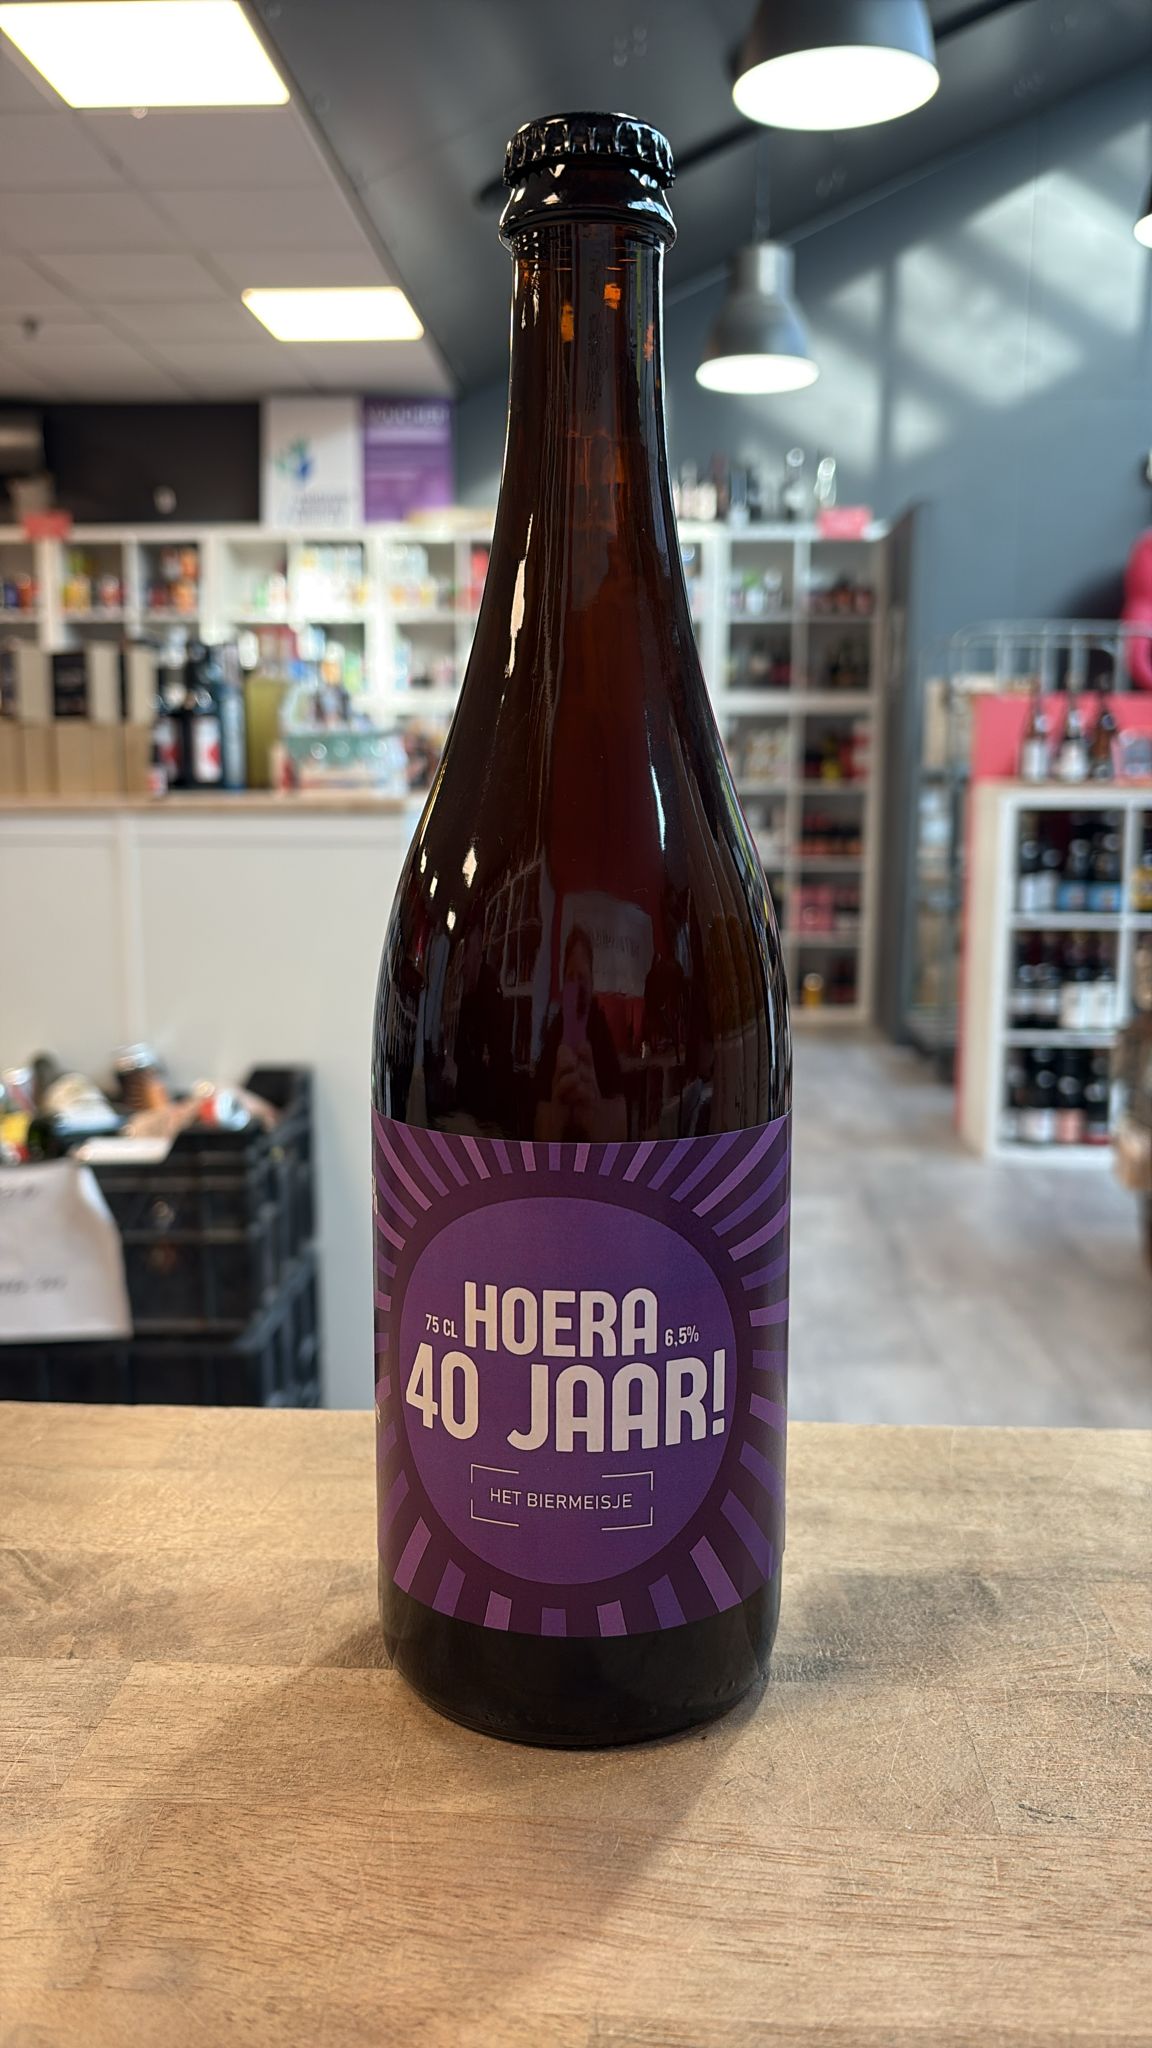 75 CL HOERA 6,5%
40 JAAR!
HET BIERMEISJE